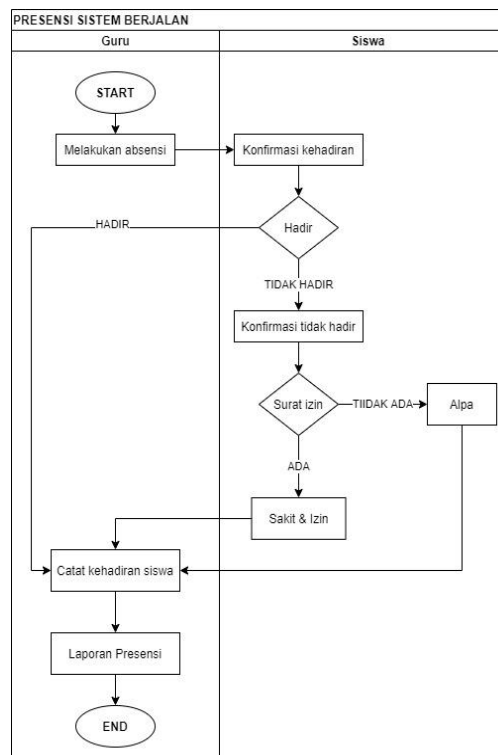 PRESENSI SISTEM BERJALAN
Guru
Siswa
START
Melakukan absensi
Konfirmasi kehadiran
HADIR
Hadir
TIDAK HADIR
Konfirmasi tidak hadir
Surat izin
TIIDAK ADA
Alpa
ADA
Sakit & Izin
Catat kehadiran siswa
Laporan Presensi
END